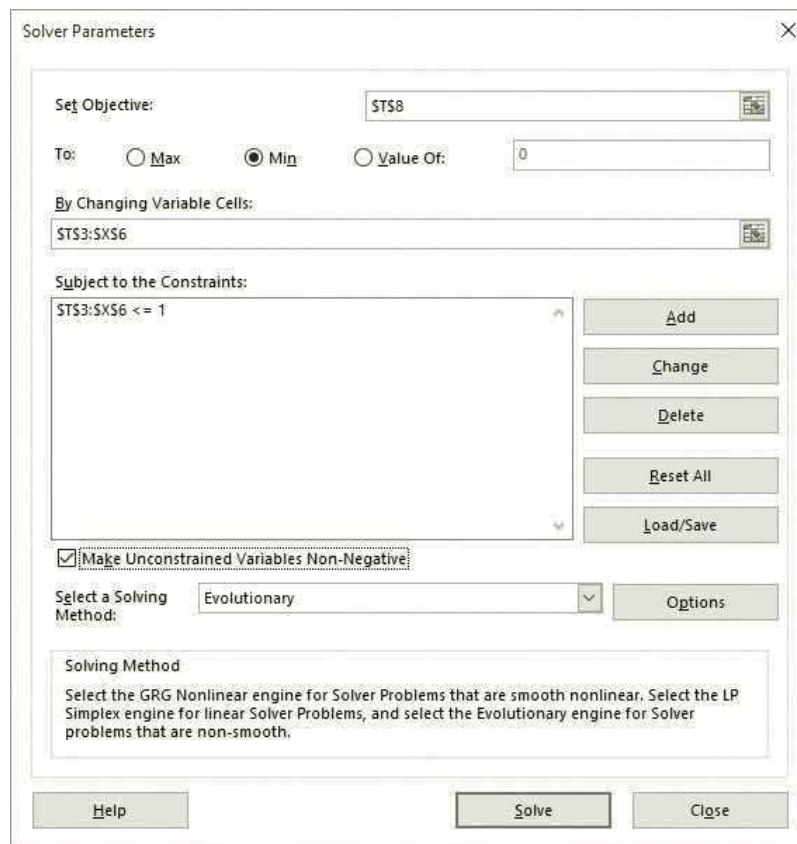 Solver Parameters
Set Objective: $T$8
To: Max Min Value Of: 0
By Changing Variable Cells:
$T$3:$X$6
Subject to the Constraints:
$T$3:$X$6 <= 1
Add
Change
Delete
Reset All
Load/Save
Make Unconstrained Variables Non-Negative
Select a Solving
Method:
Evolutionary
Options
Solving Method
Select the GRG Nonlinear engine for Solver Problems that are smooth nonlinear. Select the LP
Simplex engine for linear Solver Problems, and select the Evolutionary engine for Solver
problems that are non-smooth.
Help Solve Close